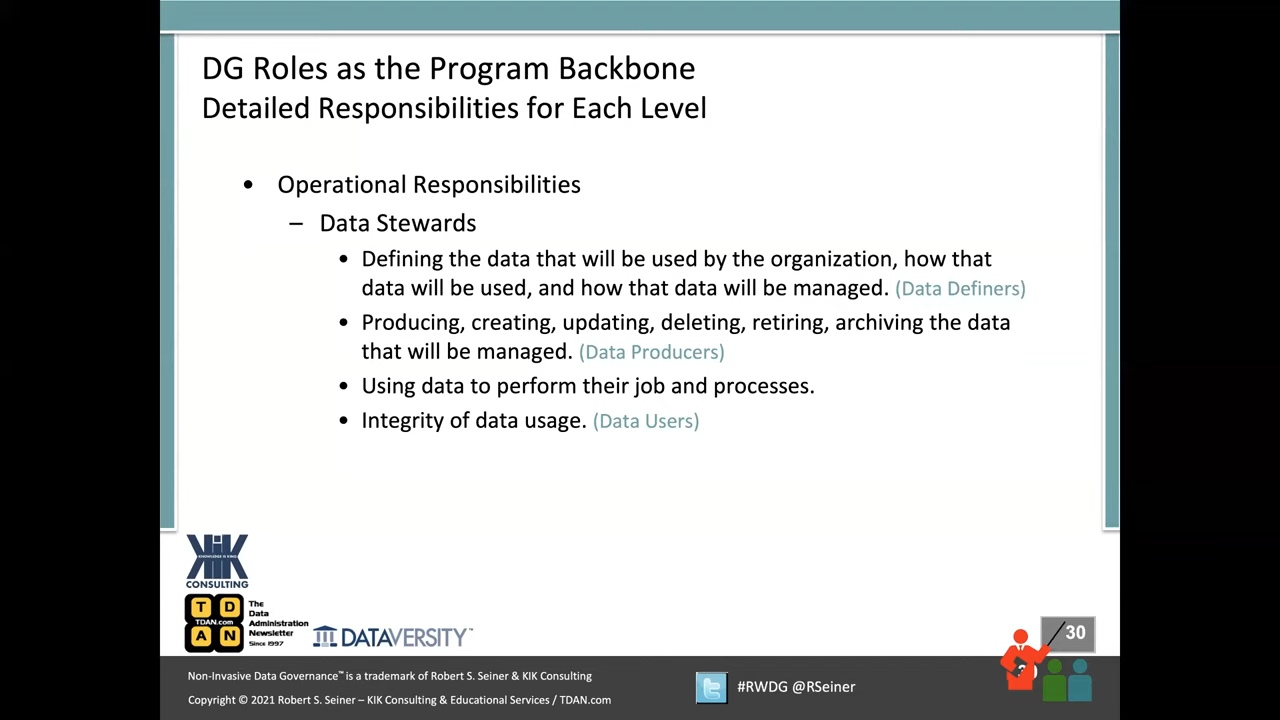 DG Roles as the Program Backbone
Detailed Responsibilities for Each Level
• Operational Responsibilities
– Data Stewards
• Defining the data that will be used by the organization, how that
data will be used, and how that data will be managed. (Data Definers)
• Producing, creating, updating, deleting, retiring, archiving the data
that will be managed. (Data Producers)
• Using data to perform their job and processes.
• Integrity of data usage. (Data Users)
KIK
KNOWLEDGE IS KING
CONSULTING
T D
TDAN.com
A N
The
Data
Administration
Newsletter
Since 1997
DATAVERSITY™
30
Non-Invasive Data Governance™ is a trademark of Robert S. Seiner & KIK Consulting
Copyright © 2021 Robert S. Seiner – KIK Consulting & Educational Services / TDAN.com
#RWDG @RSeiner